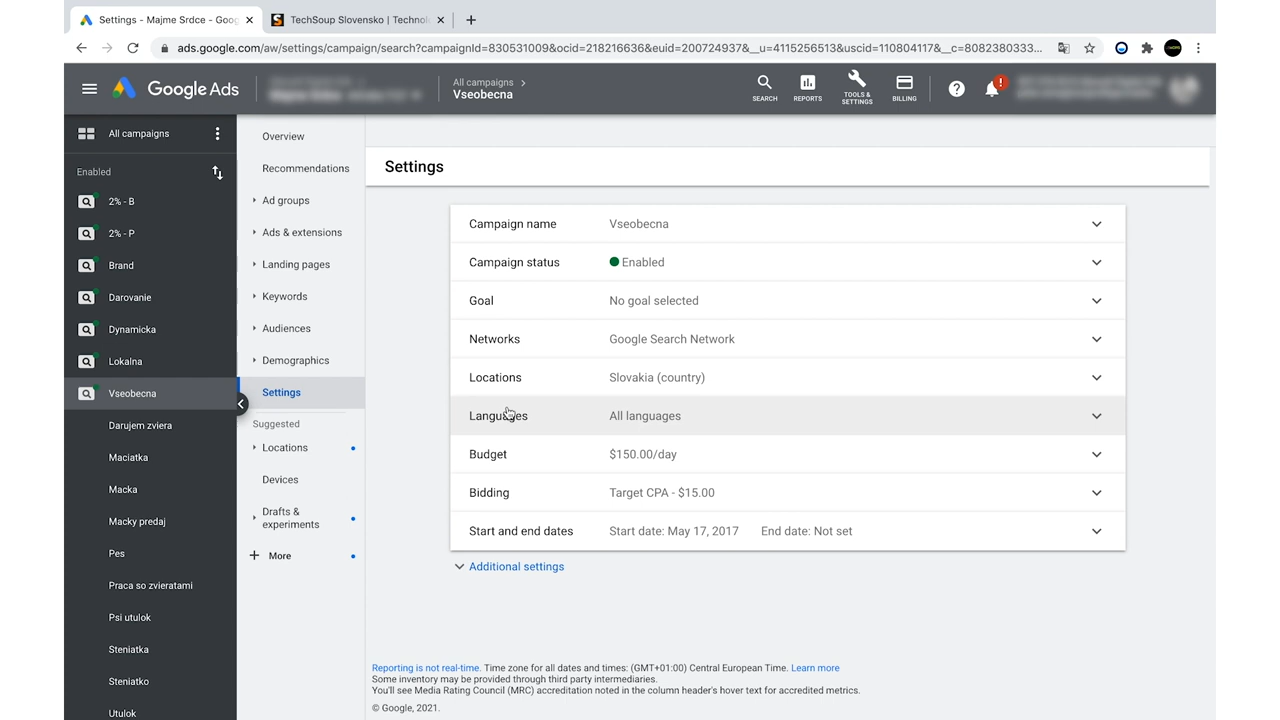 Settings - Majme Srdce - Goog
TechSoup Slovensko | Technol
ads.google.com/aw/settings/campaign/search?campaignId=830531009&ocid=218216636&euid=200724937&__u=4115256513&uscid=110804117&__c=8082380333...
Google Ads
All campaigns
Vseobecna
SEARCH
REPORTS
TOOLS &
SETTINGS
BILLING
All campaigns
Enabled
2% - B
2% - P
Brand
Darovanie
Dynamicka
Lokalna
Vseobecna
Darujem zviera
Maciatka
Macka
Macky predaj
Pes
Praca so zvieratami
Psi utulok
Steniatka
Steniatko
Utulok
Overview
Recommendations
Ad groups
Ads & extensions
Landing pages
Keywords
Audiences
Demographics
Settings
Suggested
Locations
Devices
Drafts &
experiments
More
Settings
Campaign name Vseobecna
Campaign status Enabled
Goal No goal selected
Networks Google Search Network
Locations Slovakia (country)
Languages All languages
Budget $150.00/day
Bidding Target CPA - $15.00
Start and end dates Start date: May 17, 2017 End date: Not set
Additional settings
Reporting is not real-time. Time zone for all dates and times: (GMT+01:00) Central European Time. Learn more
Some inventory may be provided through third party intermediaries.
You'll see Media Rating Council (MRC) accreditation noted in the column header's hover text for accredited metrics.
© Google, 2021.